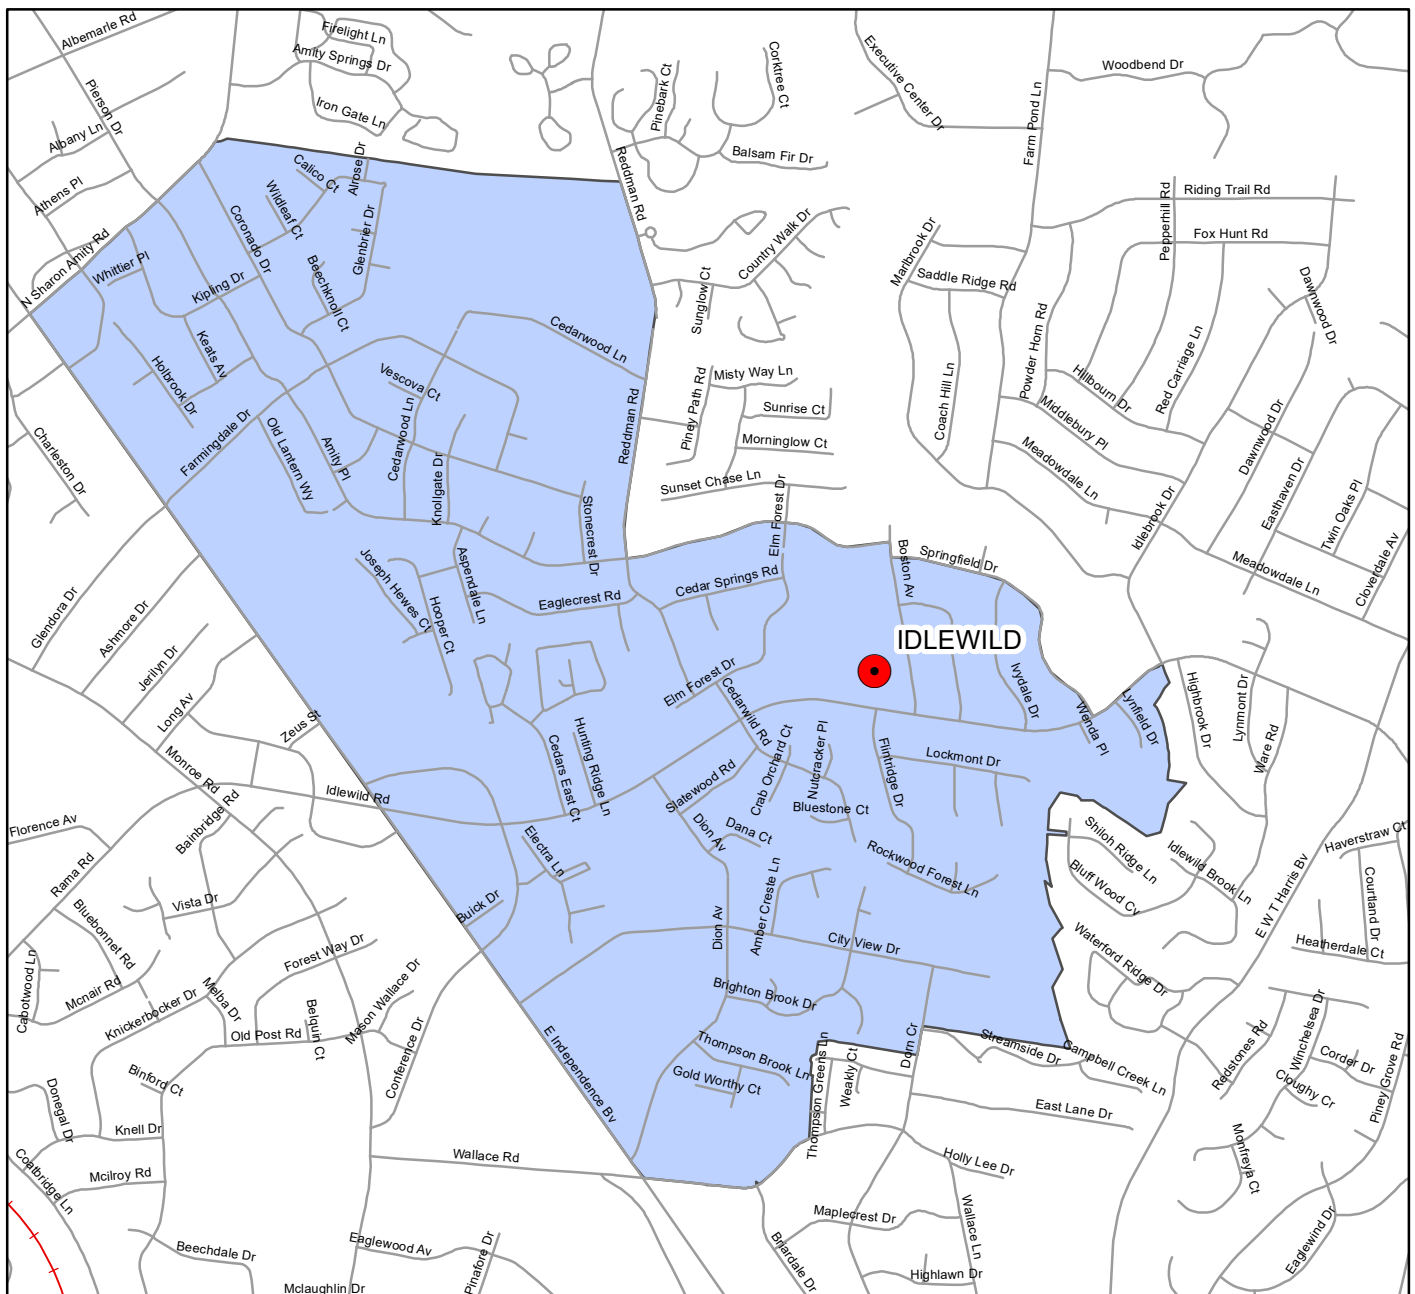 Albemarle Rd
Firelight Ln
Amity Springs Dr
Iron Gate Ln
Pierson Dr
Albany Ln
Athens Pl
N Sharon Amity Rd
Whittier Pl
Kipling Dr
Coronado Dr
Wildleaf Ct
Calico Ct
Alrose Dr
Glenbrier Dr
Beechknoll Ct
Keats Av
Holbrook Dr
Farmingdale Dr
Old Lantern Wy
Amity Pl
Vescova Ct
Cedarwood Ln
Cedarwood Ln
Knollgate Dr
Stonecrest Dr
Reddman Rd
Reddman Rd
Pinebark Ct
Corktree Ct
Balsam Fir Dr
Country Walk Dr
Sunglow Ct
Piney Path Rd
Misty Way Ln
Sunrise Ct
Morninglow Ct
Sunset Chase Ln
Executive Center Dr
Farm Pond Ln
Woodbend Dr
Riding Trail Rd
Pepperhill Rd
Fox Hunt Rd
Marlbrook Dr
Saddle Ridge Rd
Coach Hill Ln
Powder Horn Rd
Hillbourn Dr
Red Carriage Ln
Middlebury Pl
Meadowdale Ln
Dawnwood Dr
Dawnwood Dr
Easthaven Dr
Twin Oaks Pl
Cloverdale Av
Meadowdale Ln
Idlebrook Dr
Charleston Dr
Glendora Dr
Ashmore Dr
Jerilyn Dr
Long Av
Zeus St
Monroe Rd
Idlewild Rd
Bainbridge Rd
Florence Av
Rama Rd
Joseph Hewes Ct
Hooper Ct
Aspendale Ln
Eaglecrest Rd
Cedar Springs Rd
Elm Forest Dr
Elm Forest Dr
Boston Av
Springfield Dr
IDLEWILD
Ivydale Dr
Wenda Pl
Lynfield Dr
Highbrook Dr
Lynmont Dr
Ware Rd
Cedarwild Rd
Crab Orchard Ct
Nutcracker Pl
Flintridge Dr
Lockmont Dr
Bluestone Ct
Slatewood Rd
Dion Av
Dana Ct
Rockwood Forest Ln
Hunting Ridge Ln
Cedars East Ct
Electra Ln
Buick Dr
Dion Av
Amber Creste Ln
City View Dr
Brighton Brook Dr
Thompson Brook Ln
Gold Worthy Ct
Thompson Greens Ln
Weakly Ct
Dorn Cr
Streamside Dr
Campbell Creek Ln
East Lane Dr
Holly Lee Dr
Wallace Ln
Maplecrest Dr
Highlawn Dr
Briardale Dr
E Independence Bv
Wallace Rd
Vista Dr
Bluebonnet Rd
Forest Way Dr
Cabotwood Ln
Mcnair Rd
Knickerbocker Dr
Melba Dr
Old Post Rd
Belquin Ct
Mason Wallace Dr
Conference Dr
Binford Ct
Donegal Dr
Knell Dr
Mcilroy Rd
Coatbridge Ln
Beechdale Dr
Eaglewood Av
Mclaughlin Dr
Pinafore Dr
Shiloh Ridge Ln
Bluff Wood Cv
Idlewild Brook Ln
E W T Harris Bv
Haverstraw Ct
Courtland Dr
Heatherdale Ct
Waterford Ridge Dr
Redstones Rd
Winchelsea Dr
Corder Dr
Cloughy Cr
Piney Grove Rd
Monfreya Ct
Eaglewind Dr